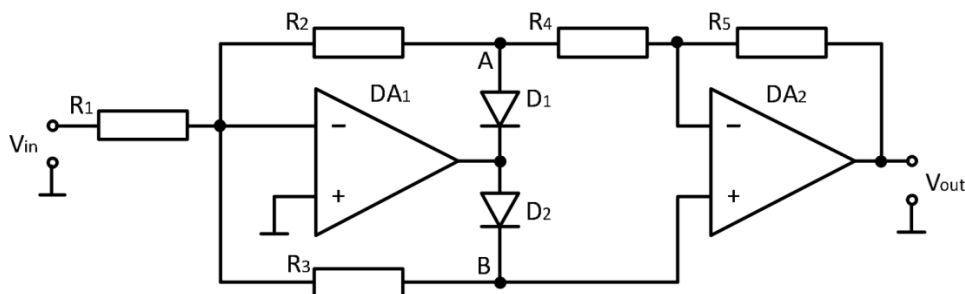 R2
R4
R5
A
R1
DA1
D1
DA2
Vin
−
−
+
+
D2
Vout
R3
B